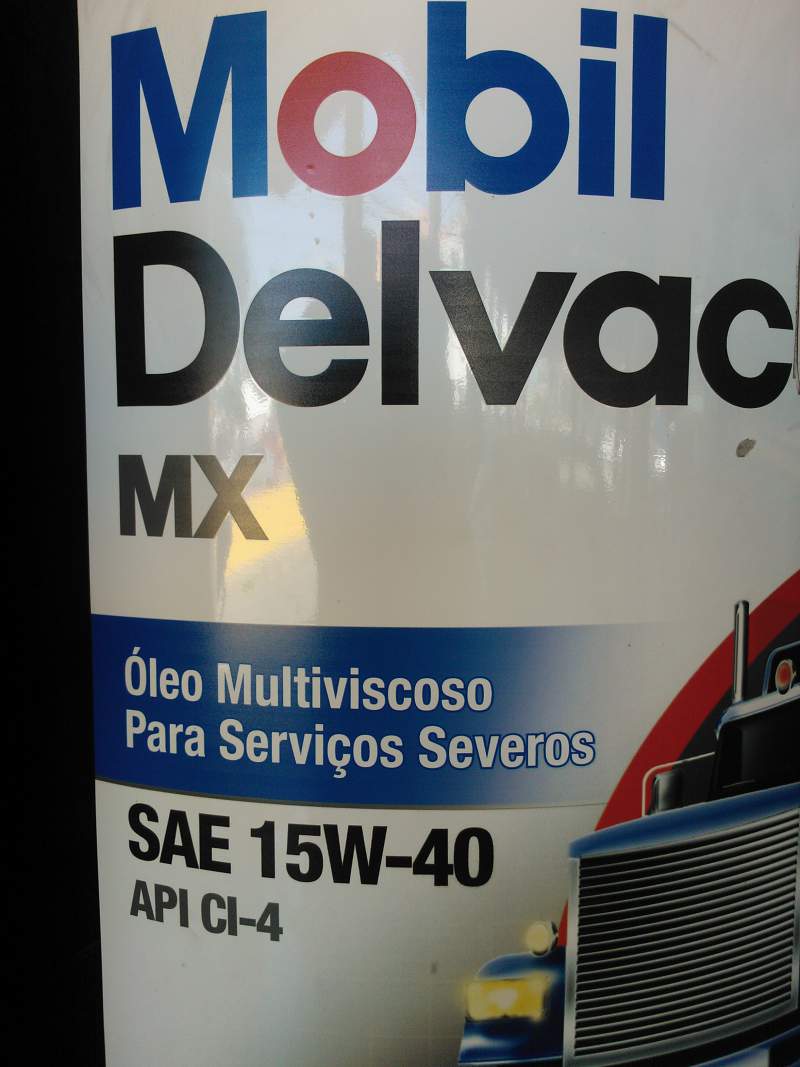 Mobil
Delvac
MX
Óleo Multiviscoso
Para Serviços Severos
SAE 15W-40
API CI-4